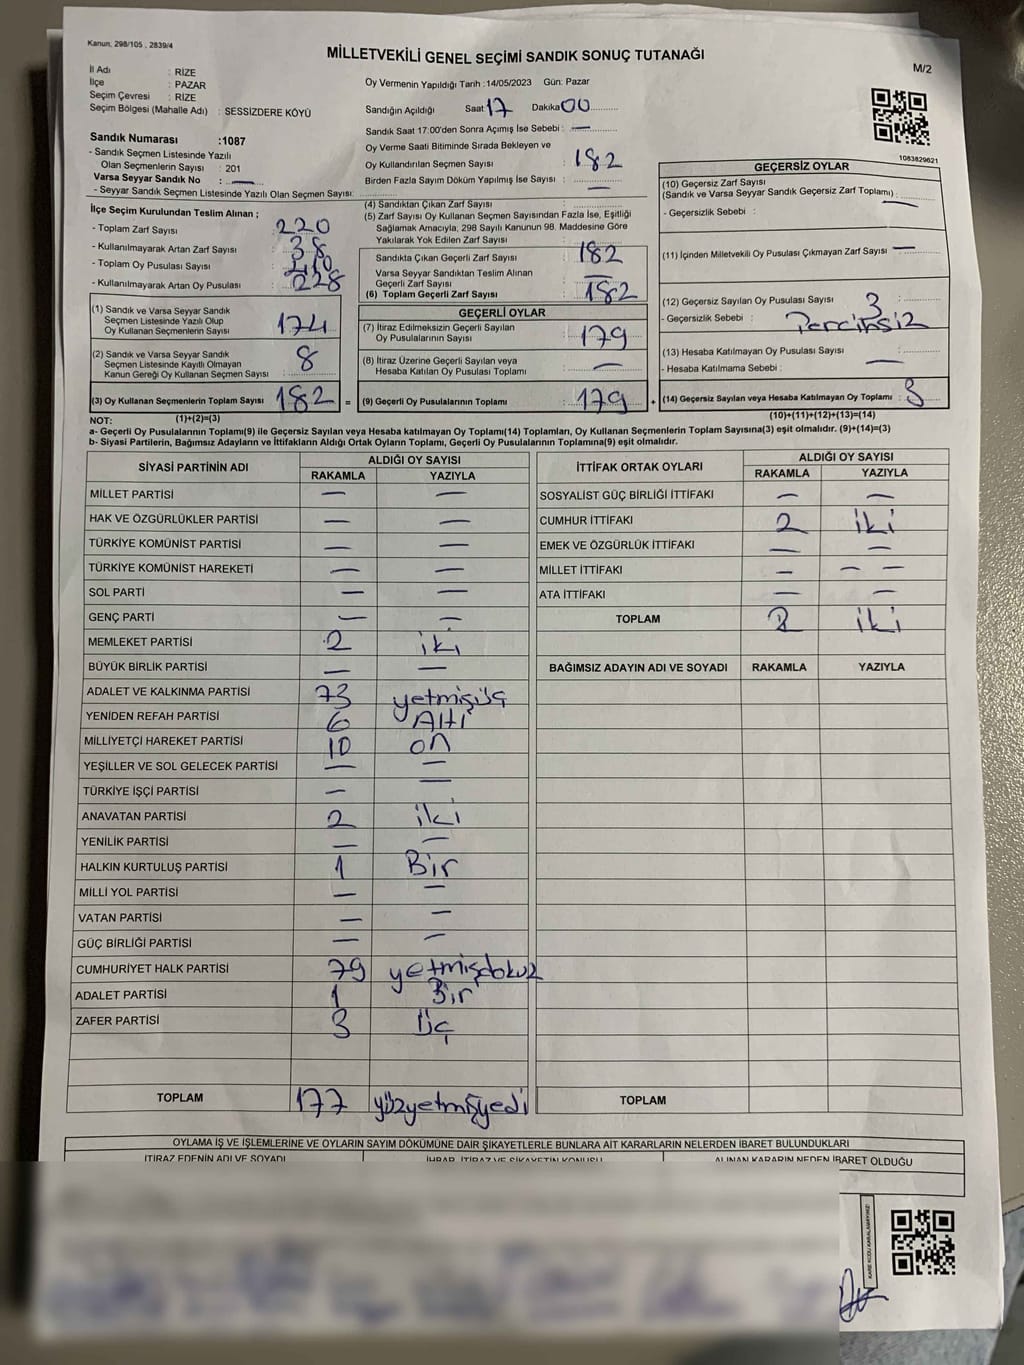 Kanun, 298/105 , 2839/4
MİLLETVEKİLİ GENEL SEÇİMİ SANDIK SONUÇ TUTANAĞI
M/2
İl Adı : RİZE
İlçe : PAZAR
Seçim Çevresi : RİZE
Seçim Bölgesi (Mahalle Adı) : SESSİZDERE KÖYÜ
Oy Vermenin Yapıldığı Tarih :14/05/2023 Gün: Pazar
Sandığın Açıldığı Saat 17 Dakika 00
Sandık Saat 17:00'den Sonra Açımış İse Sebebi : —
Oy Verme Saati Bitiminde Sırada Bekleyen ve
Oy Kullandırılan Seçmen Sayısı : 182
Birden Fazla Sayım Döküm Yapılmış İse Sayısı : —
Sandık Numarası :1087
- Sandık Seçmen Listesinde Yazılı
Olan Seçmenlerin Sayısı : 201
Varsa Seyyar Sandık No : —
- Seyyar Sandık Seçmen Listesinde Yazılı Olan Seçmen Sayısı:
1083829621
İlçe Seçim Kurulundan Teslim Alınan ;
- Toplam Zarf Sayısı : 220
- Kullanılmayarak Artan Zarf Sayısı : 38
- Toplam Oy Pusulası Sayısı :
- Kullanılmayarak Artan Oy Pusulası : 228
(1) Sandık ve Varsa Seyyar Sandık
Seçmen Listesinde Yazılı Olup
Oy Kullanan Seçmenlerin Sayısı : 174
(2) Sandık ve Varsa Seyyar Sandık
Seçmen Listesinde Kayıtlı Olmayan
Kanun Gereği Oy Kullanan Seçmen Sayısı : 8
(3) Oy Kullanan Seçmenlerin Toplam Sayısı : 182 =
(4) Sandıktan Çıkan Zarf Sayısı :
(5) Zarf Sayısı Oy Kullanan Seçmen Sayısından Fazla İse, Eşitliği
Sağlamak Amacıyla; 298 Sayılı Kanunun 98. Maddesine Göre
Yakılarak Yok Edilen Zarf Sayısı :
Sandıkta Çıkan Geçerli Zarf Sayısı : 182
Varsa Seyyar Sandıktan Teslim Alınan
Geçerli Zarf Sayısı : —
(6) Toplam Geçerli Zarf Sayısı : 182
GEÇERLİ OYLAR
(7) İtiraz Edilmeksizin Geçerli Sayılan
Oy Pusulalarının Sayısı : 179
(8) İtiraz Üzerine Geçerli Sayılan veya
Hesaba Katılan Oy Pusulası Toplamı : —
(9) Geçerli Oy Pusulalarının Toplamı : 179 +
GEÇERSİZ OYLAR
(10) Geçersiz Zarf Sayısı
(Sandık ve Varsa Seyyar Sandık Geçersiz Zarf Toplamı) : —
- Geçersizlik Sebebi :
(11) İçinden Milletvekili Oy Pusulası Çıkmayan Zarf Sayısı —
(12) Geçersiz Sayılan Oy Pusulası Sayısı : 3
- Geçersizlik Sebebi : Percinsiz
(13) Hesaba Katılmayan Oy Pusulası Sayısı :
- Hesaba Katılmama Sebebi : —
(14) Geçersiz Sayılan veya Hesaba Katılmayan Oy Toplamı : 3
NOT: (1)+(2)=(3)
(10)+(11)+(12)+(13)=(14)
a- Geçerli Oy Pusulalarının Toplamı(9) ile Geçersiz Sayılan veya Hesaba Katılmayan Oy Toplamı(14) Toplamları, Oy Kullanan Seçmenlerin Toplam Sayısına(3) eşit olmalıdır. (9)+(14)=(3)
b- Siyasi Partilerin, Bağımsız Adayların ve İttifakların Aldığı Ortak Oyların Toplamı, Geçerli Oy Pusulalarının Toplamına(9) eşit olmalıdır.
SİYASİ PARTİNİN ADI ALDIĞI OY SAYISI
RAKAMLA YAZIYLA
MİLLET PARTİSİ — —
HAK VE ÖZGÜRLÜKLER PARTİSİ — —
TÜRKİYE KOMÜNİST PARTİSİ — —
TÜRKİYE KOMÜNİST HAREKETİ — —
SOL PARTİ — —
GENÇ PARTİ — —
MEMLEKET PARTİSİ 2 iki
BÜYÜK BİRLİK PARTİSİ — —
ADALET VE KALKINMA PARTİSİ 73 yetmişüç
YENİDEN REFAH PARTİSİ 6 Altı
MİLLİYETÇİ HAREKET PARTİSİ 10 on
YEŞİLLER VE SOL GELECEK PARTİSİ — —
TÜRKİYE İŞÇİ PARTİSİ — —
ANAVATAN PARTİSİ 2 iki
YENİLİK PARTİSİ — —
HALKIN KURTULUŞ PARTİSİ 1 Bir
MİLLİ YOL PARTİSİ — —
VATAN PARTİSİ — —
GÜÇ BİRLİĞİ PARTİSİ — —
CUMHURİYET HALK PARTİSİ 79 yetmişdokuz
ADALET PARTİSİ 1 Bir
ZAFER PARTİSİ 3 Üç
TOPLAM 177 yüzyetmişyedi
İTTİFAK ORTAK OYLARI ALDIĞI OY SAYISI
RAKAMLA YAZIYLA
SOSYALİST GÜÇ BİRLİĞİ İTTİFAKI — —
CUMHUR İTTİFAKI 2 iki
EMEK VE ÖZGÜRLÜK İTTİFAKI — —
MİLLET İTTİFAKI — — —
ATA İTTİFAKI — —
TOPLAM 2 iki
BAĞIMSIZ ADAYIN ADI VE SOYADI RAKAMLA YAZIYLA
TOPLAM
OYLAMA İŞ VE İŞLEMLERİNE VE OYLARIN SAYIM DÖKÜMÜNE DAİR ŞİKAYETLERLE BUNLARA AİT KARARLARIN NELERDEN İBARET BULUNDUKLARI
İTİRAZ EDENİN ADI VE SOYADI İHBAR, İTİRAZ VE ŞİKAYETİN KONUSU ALINAN KARARIN NEDEN İBARET OLDUĞU
KARE KODU KARALAMAYINIZ!